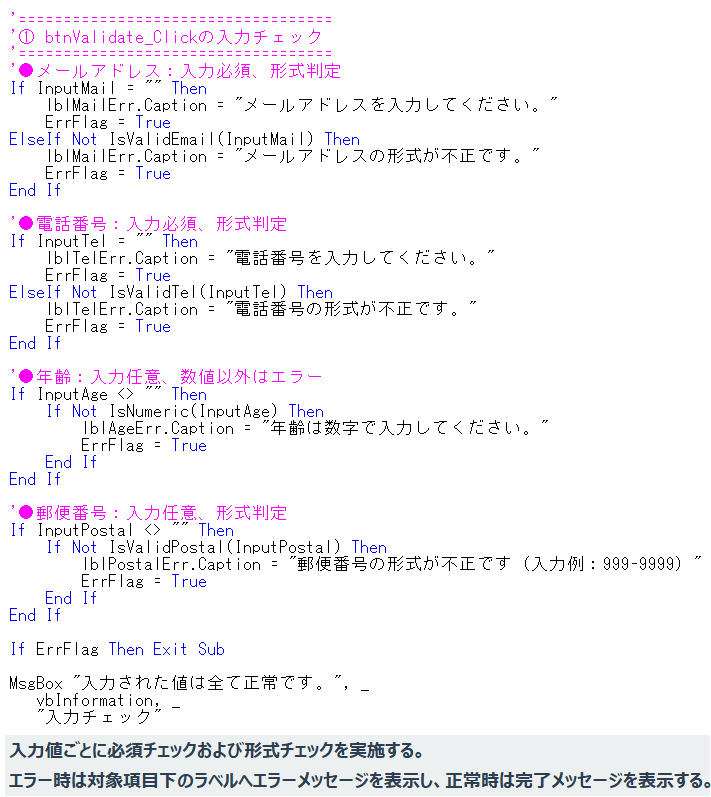 '===================================
'① btnValidate_Clickの入力チェック
'===================================
'●メールアドレス：入力必須、形式判定
If InputMail = "" Then
    lblMailErr.Caption = "メールアドレスを入力してください。"
    ErrFlag = True
ElseIf Not IsValidEmail(InputMail) Then
    lblMailErr.Caption = "メールアドレスの形式が不正です。"
    ErrFlag = True
End If

'●電話番号：入力必須、形式判定
If InputTel = "" Then
    lblTelErr.Caption = "電話番号を入力してください。"
    ErrFlag = True
ElseIf Not IsValidTel(InputTel) Then
    lblTelErr.Caption = "電話番号の形式が不正です。"
    ErrFlag = True
End If

'●年齢：入力任意、数値以外はエラー
If InputAge <> "" Then
    If Not IsNumeric(InputAge) Then
        lblAgeErr.Caption = "年齢は数字で入力してください。"
        ErrFlag = True
    End If
End If

'●郵便番号：入力任意、形式判定
If InputPostal <> "" Then
    If Not IsValidPostal(InputPostal) Then
        lblPostalErr.Caption = "郵便番号の形式が不正です（入力例：999-9999）"
        ErrFlag = True
    End If
End If

If ErrFlag Then Exit Sub

MsgBox "入力された値は全て正常です。", _
   vbInformation, _
   "入力チェック"
入力値ごとに必須チェックおよび形式チェックを実施する。
エラー時は対象項目下のラベルへエラーメッセージを表示し、正常時は完了メッセージを表示する。